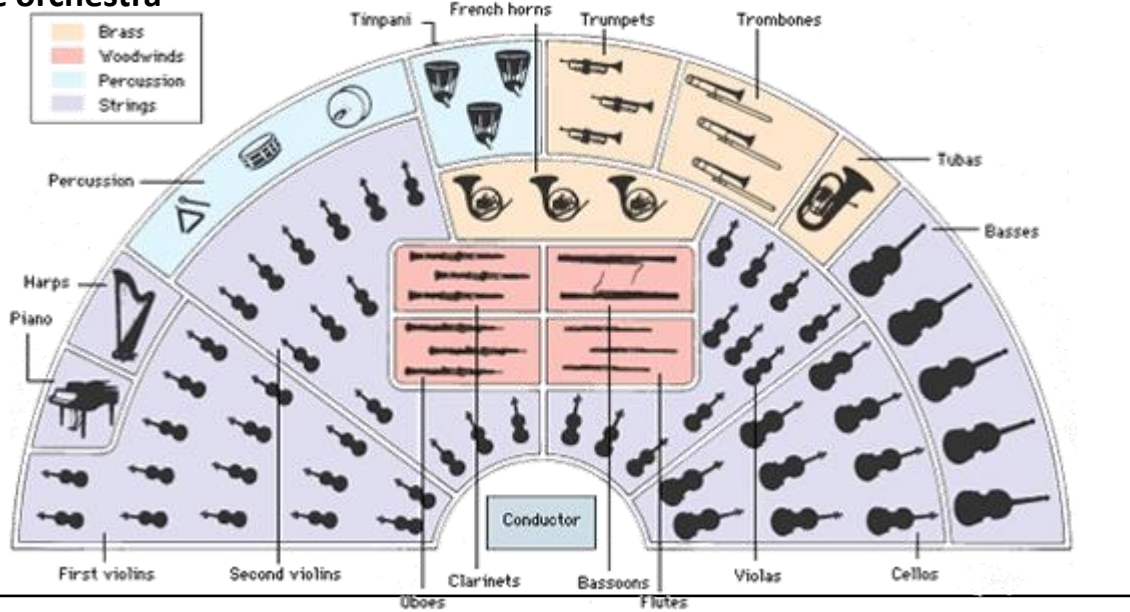 e orchestra
Brass
Woodwinds
Percussion
Strings
Timpani
French horns
Trumpets
Trombones
Tubas
Basses
Percussion
Harps
Piano
Conductor
First violins
Second violins
Oboes
Clarinets
Bassoons
Flutes
Violas
Cellos